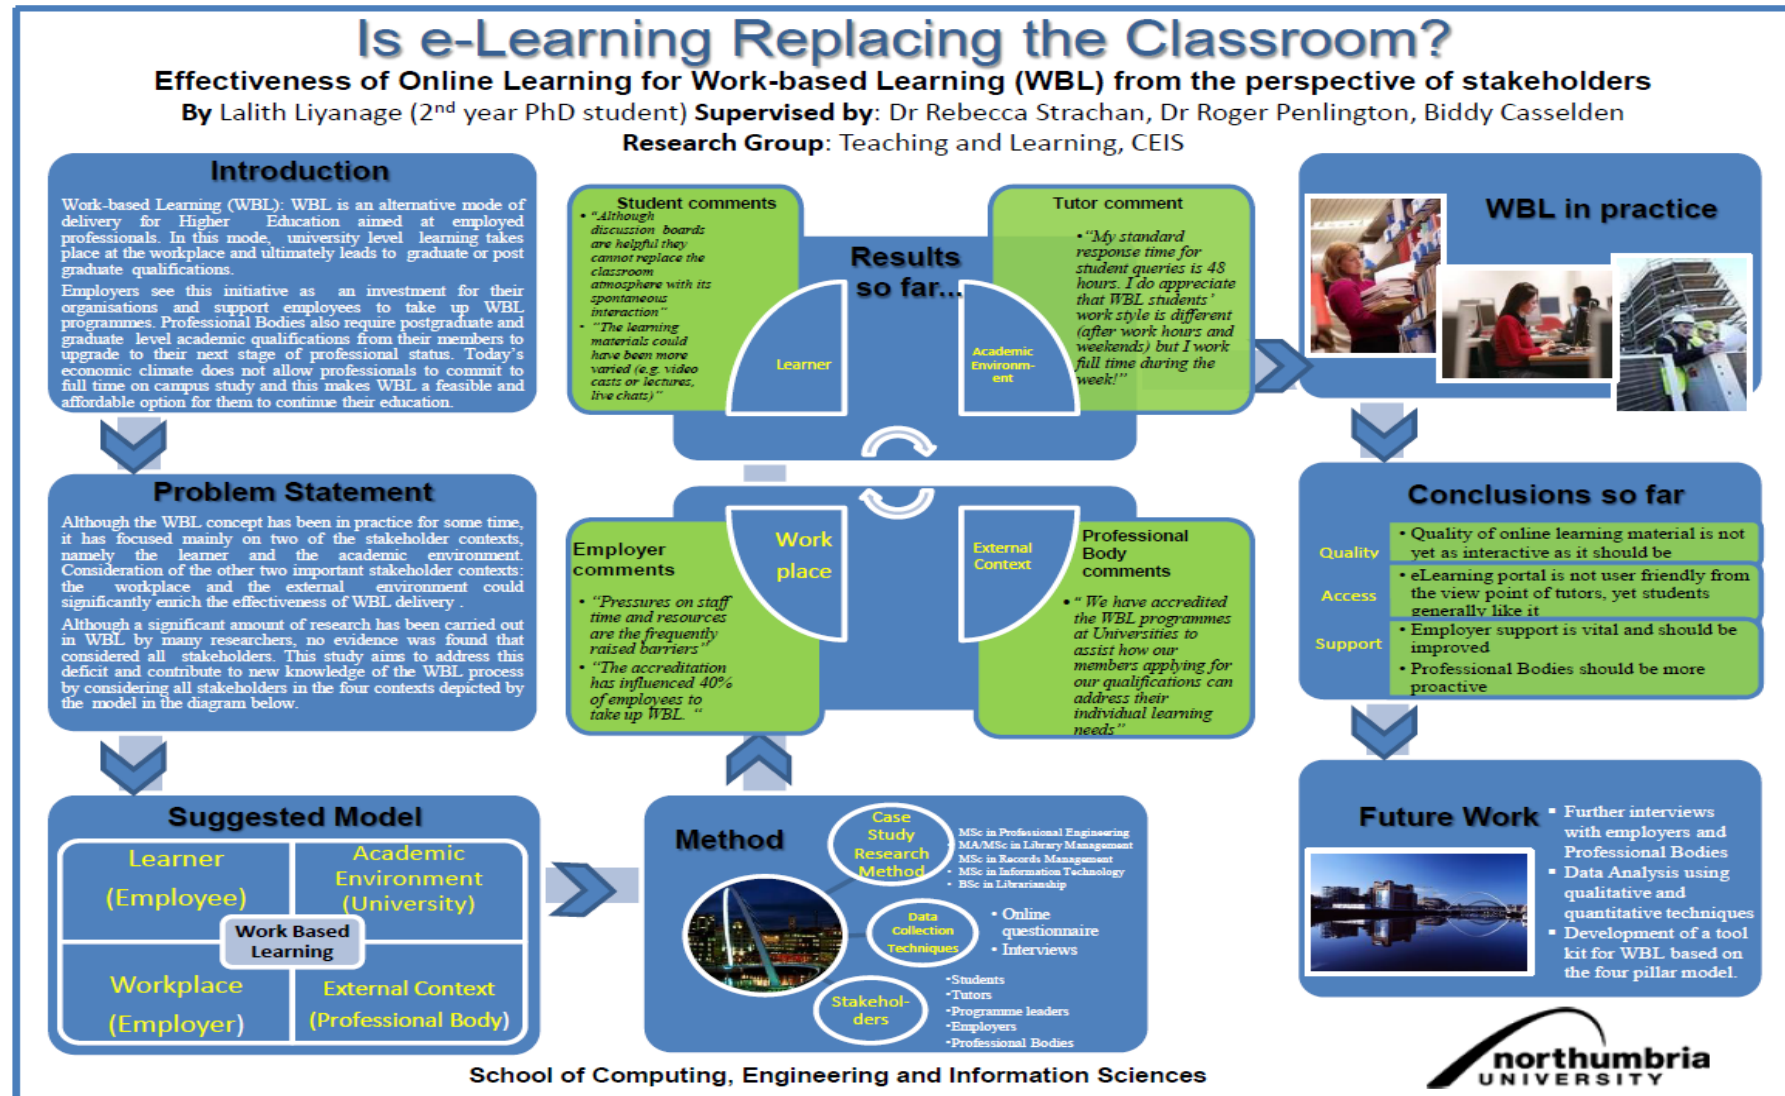 Is e-Learning Replacing the Classroom?
Effectiveness of Online Learning for Work-based Learning (WBL) from the perspective of stakeholders
By Lalith Liyanage (2nd year PhD student) Supervised by: Dr Rebecca Strachan, Dr Roger Penlington, Biddy Casselden
Research Group: Teaching and Learning, CEIS
Introduction
Work-based Learning (WBL): WBL is an alternative mode of
delivery for Higher Education aimed at employed
professionals. In this mode, university level learning takes
place at the workplace and ultimately leads to graduate or post
graduate qualifications.
Employers see this initiative as an investment for their
organisations and support employees to take up WBL
programmes. Professional Bodies also require postgraduate and
graduate level academic qualifications from their members to
upgrade to their next stage of professional status. Today's
economic climate does not allow professionals to commit to
full time on campus study and this makes WBL a feasible and
affordable option for them to continue their education.
Problem Statement
Although the WBL concept has been in practice for some time,
it has focused mainly on two of the stakeholder contexts,
namely the learner and the academic environment.
Consideration of the other two important stakeholder contexts:
the workplace and the external environment could
significantly enrich the effectiveness of WBL delivery .
Although a significant amount of research has been carried out
in WBL by many researchers, no evidence was found that
considered all stakeholders. This study aims to address this
deficit and contribute to new knowledge of the WBL process
by considering all stakeholders in the four contexts depicted by
the model in the diagram below.
Suggested Model
Learner
(Employee)
Academic
Environment
(University)
Work Based
Learning
Workplace
(Employer)
External Context
(Professional Body)
Method
Case
Study
Research
Method
MSc in Professional Engineering
MA/MSc in Library Management
MSc in Records Management
• MSc in Information Technology
• BSc in Librarianship
Data
Collection
Techniques
• Online
questionnaire
• Interviews
Stakehol-
ders
•Students
•Tutors
•Programme leaders
•Employers
•Professional Bodies
Results
so far...
Student comments
• "Although
discussion boards
are helpful they
cannot replace the
classroom
atmosphere with its
spontaneous
interaction"
• "The learning
materials could
have been more
varied (e.g. video
casts or lectures,
live chats)"
Learner
Tutor comment
•"My standard
response time for
student queries is 48
hours. I do appreciate
that WBL students'
work style is different
(after work hours and
weekends) but I work
full time during the
week!"
Academic
Environm-
ent
Employer
comments
• "Pressures on staff
time and resources
are the frequently
raised barriers"
• "The accreditation
has influenced 40%
of employees to
take up WBL. "
Work
place
External
Context
Professional
Body
comments
• " We have accredited
the WBL programmes
at Universities to
assist how our
members applying for
our qualifications can
address their
individual learning
needs"
WBL in practice
Conclusions so far
Quality
• Quality of online learning material is not
yet as interactive as it should be
Access
• eLearning portal is not user friendly from
the view point of tutors, yet students
generally like it
Support
• Employer support is vital and should be
improved
• Professional Bodies should be more
proactive
Future Work
▪ Further interviews
with employers and
Professional Bodies
▪ Data Analysis using
qualitative and
quantitative techniques
▪ Development of a tool
kit for WBL based on
the four pillar model.
School of Computing, Engineering and Information Sciences
northumbria
UNIVERSITY